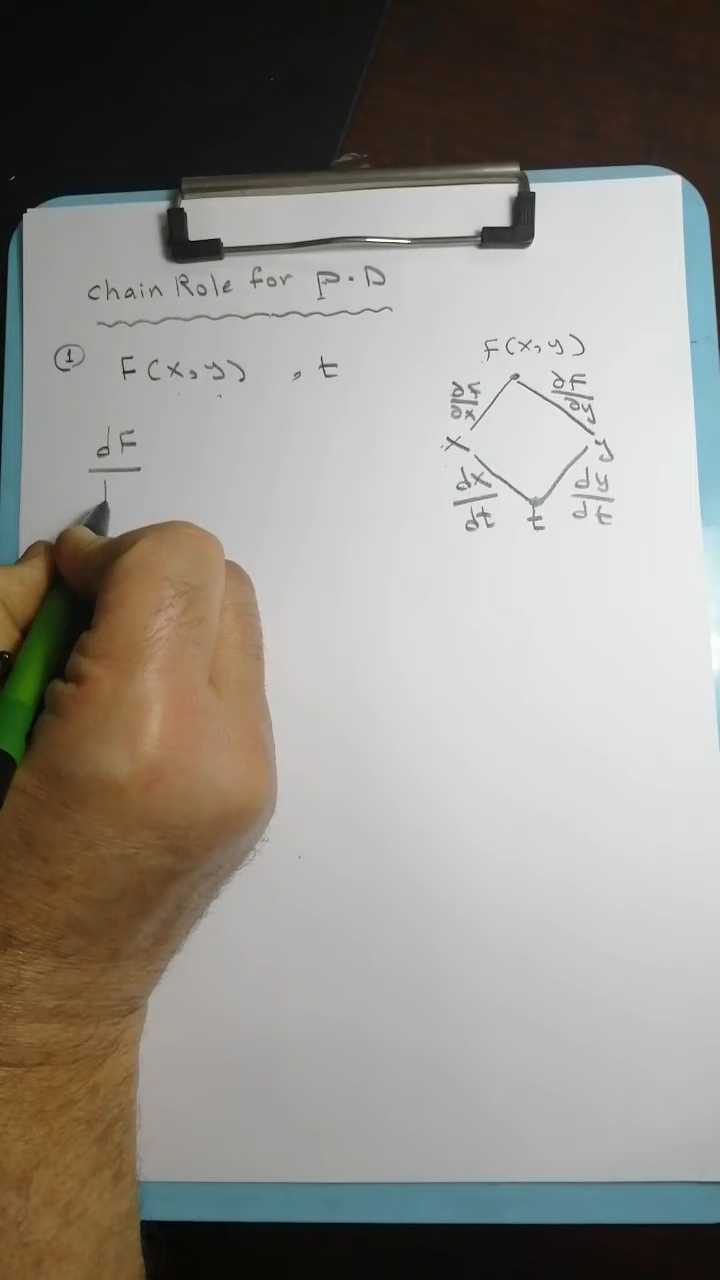 Chain Role for P.D
① F(x,y) , t
dF
F(x,y)
∂F/∂x ∂F/∂y
x y
dx/dt dy/dt
t